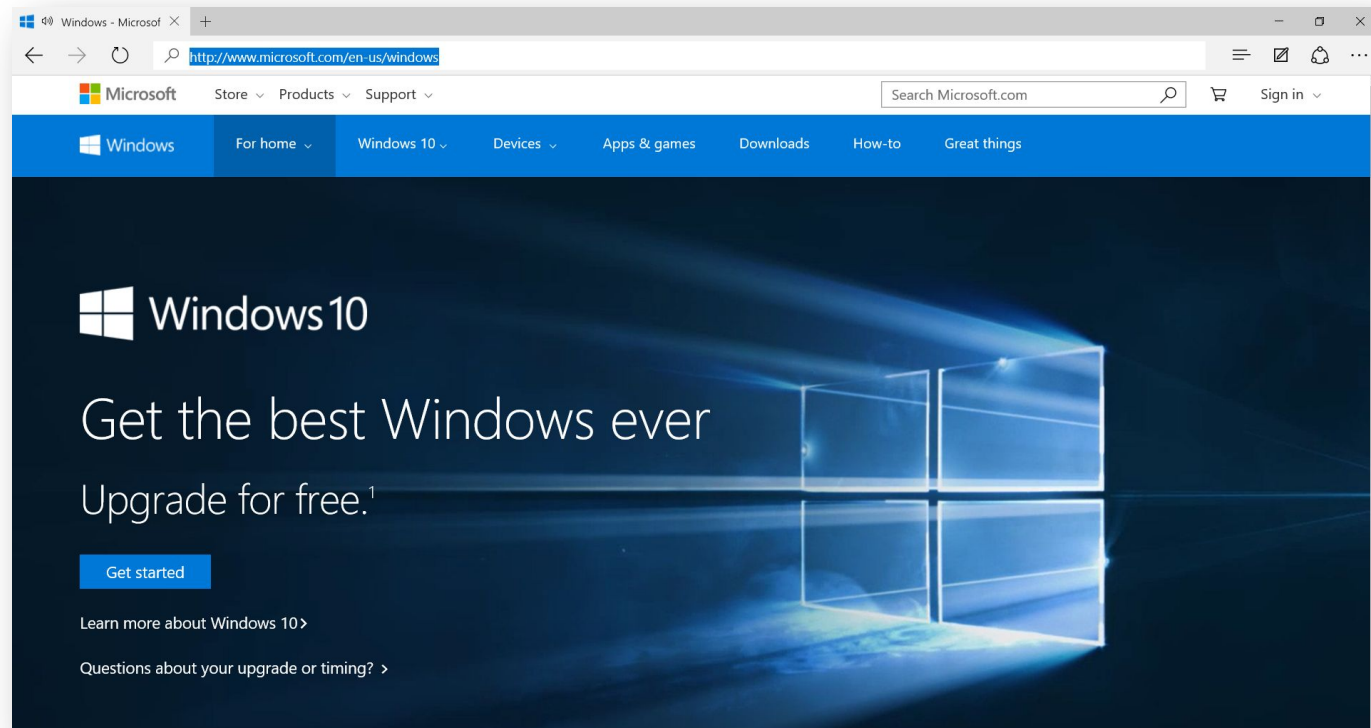 Windows - Microsof
http://www.microsoft.com/en-us/windows
Microsoft Store Products Support Search Microsoft.com Sign in
Windows For home Windows 10 Devices Apps & games Downloads How-to Great things
Windows 10
Get the best Windows ever
Upgrade for free.1
Get started
Learn more about Windows 10>
Questions about your upgrade or timing? >